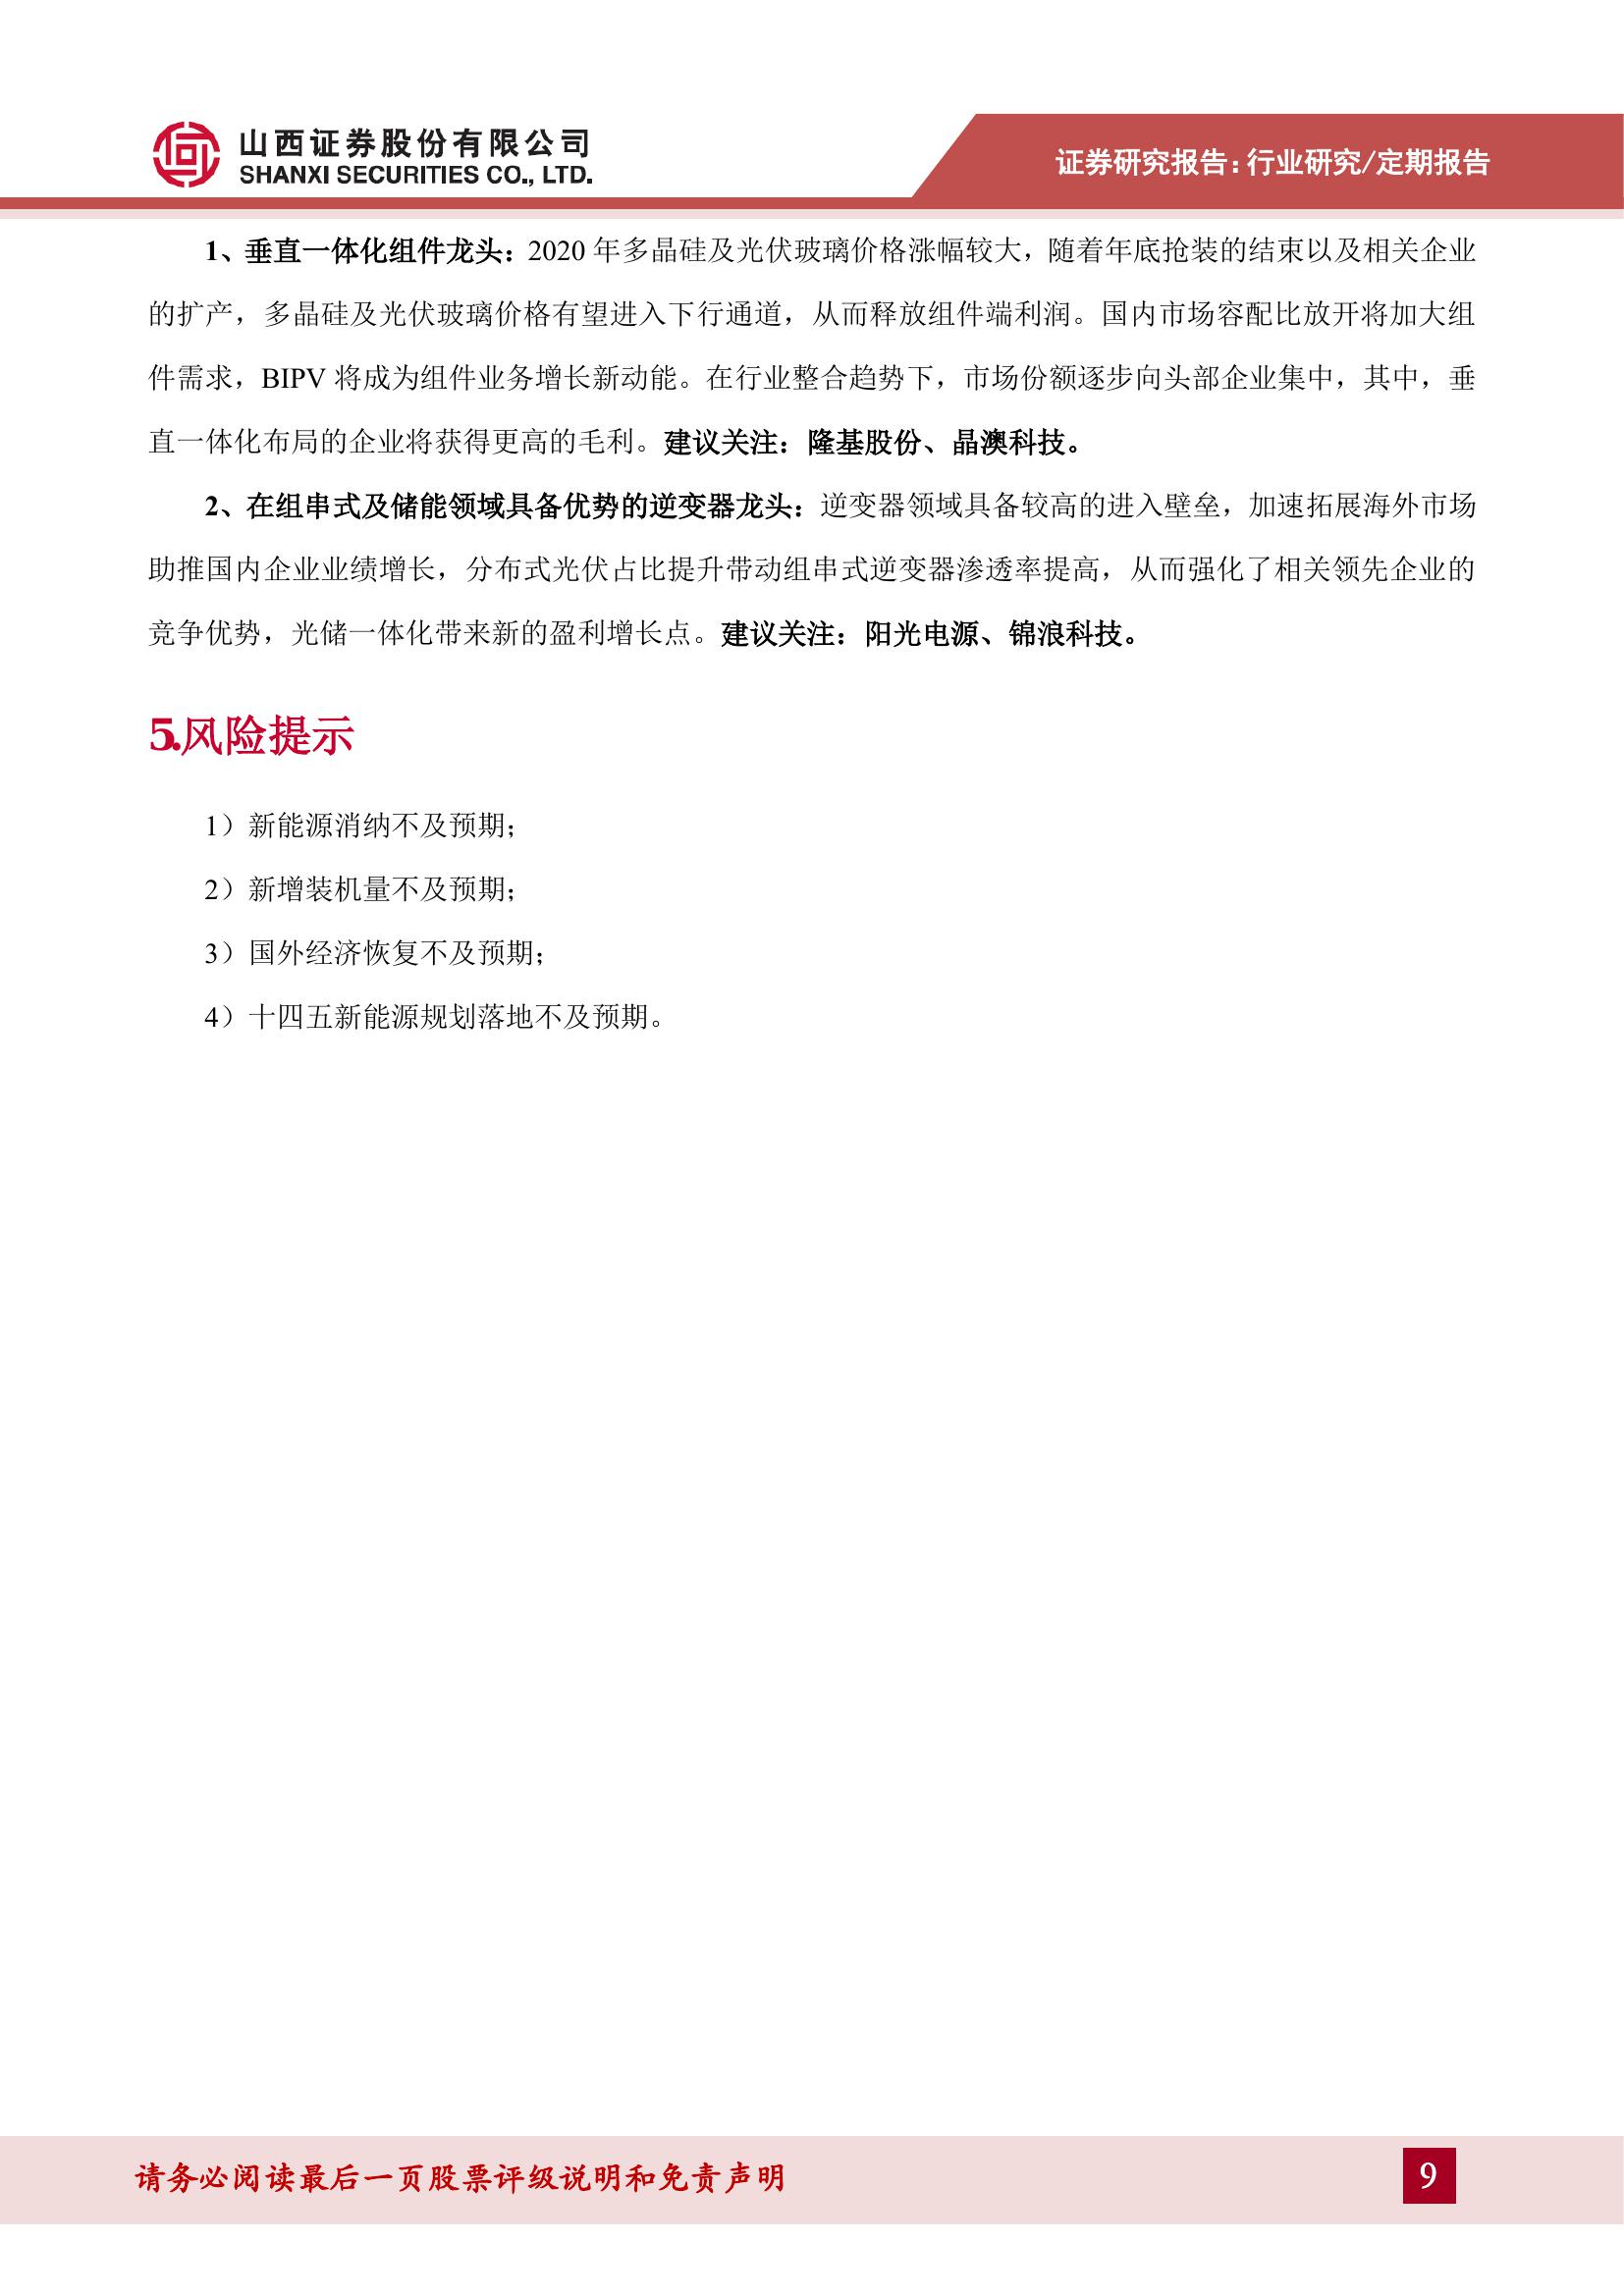 山西证券股份有限公司
SHANXI SECURITIES CO., LTD.
证券研究报告：行业研究/定期报告
1、垂直一体化组件龙头：2020 年多晶硅及光伏玻璃价格涨幅较大，随着年底抢装的结束以及相关企业
的扩产，多晶硅及光伏玻璃价格有望进入下行通道，从而释放组件端利润。国内市场容配比放开将加大组
件需求，BIPV 将成为组件业务增长新动能。在行业整合趋势下，市场份额逐步向头部企业集中，其中，垂
直一体化布局的企业将获得更高的毛利。建议关注：隆基股份、晶澳科技。
2、在组串式及储能领域具备优势的逆变器龙头：逆变器领域具备较高的进入壁垒，加速拓展海外市场
助推国内企业业绩增长，分布式光伏占比提升带动组串式逆变器渗透率提高，从而强化了相关领先企业的
竞争优势，光储一体化带来新的盈利增长点。建议关注：阳光电源、锦浪科技。
5.风险提示
1）新能源消纳不及预期；
2）新增装机量不及预期；
3）国外经济恢复不及预期；
4）十四五新能源规划落地不及预期。
请务必阅读最后一页股票评级说明和免责声明
9